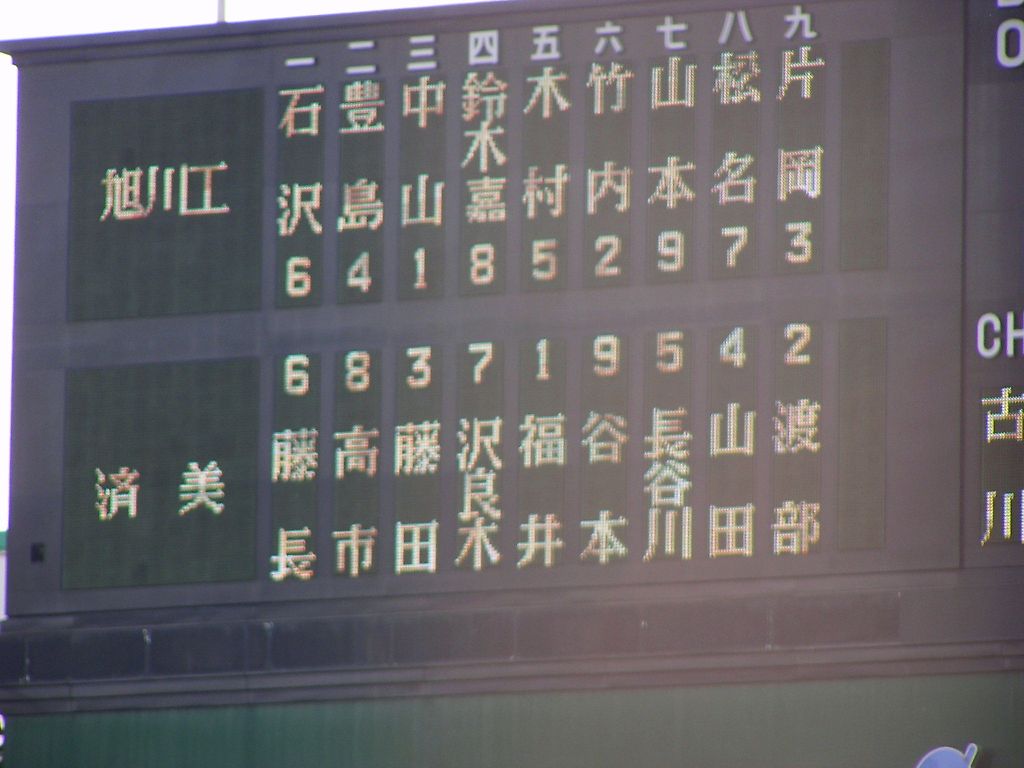 一 二 三 四 五 六 七 八 九
旭川工
石沢 6
豊島 4
中山 1
鈴木嘉 8
木村 5
竹内 2
山本 9
松名 7
片岡 3
済美
6 藤長
8 高市
3 藤田
7 沢良木
1 福井
9 谷本
5 長谷川
4 山田
2 渡部
O
CH
古川